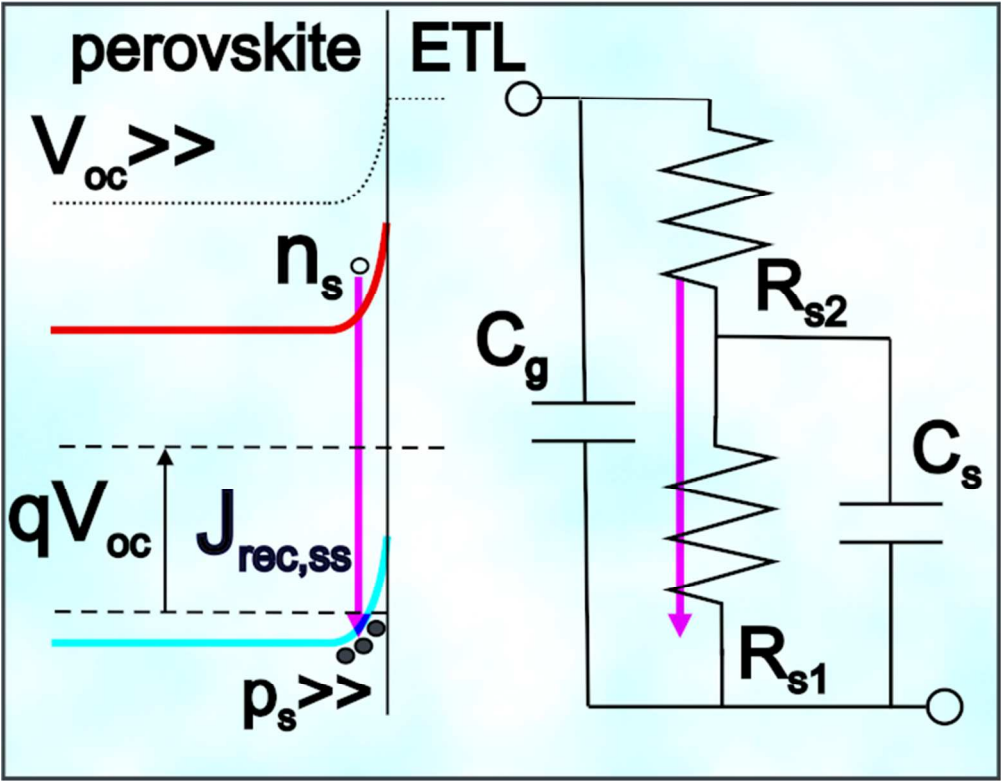 perovskite
ETL
Voc>>
ns
qVoc
Jrec,ss
ps>>
Cg
Rs2
Cs
Rs1